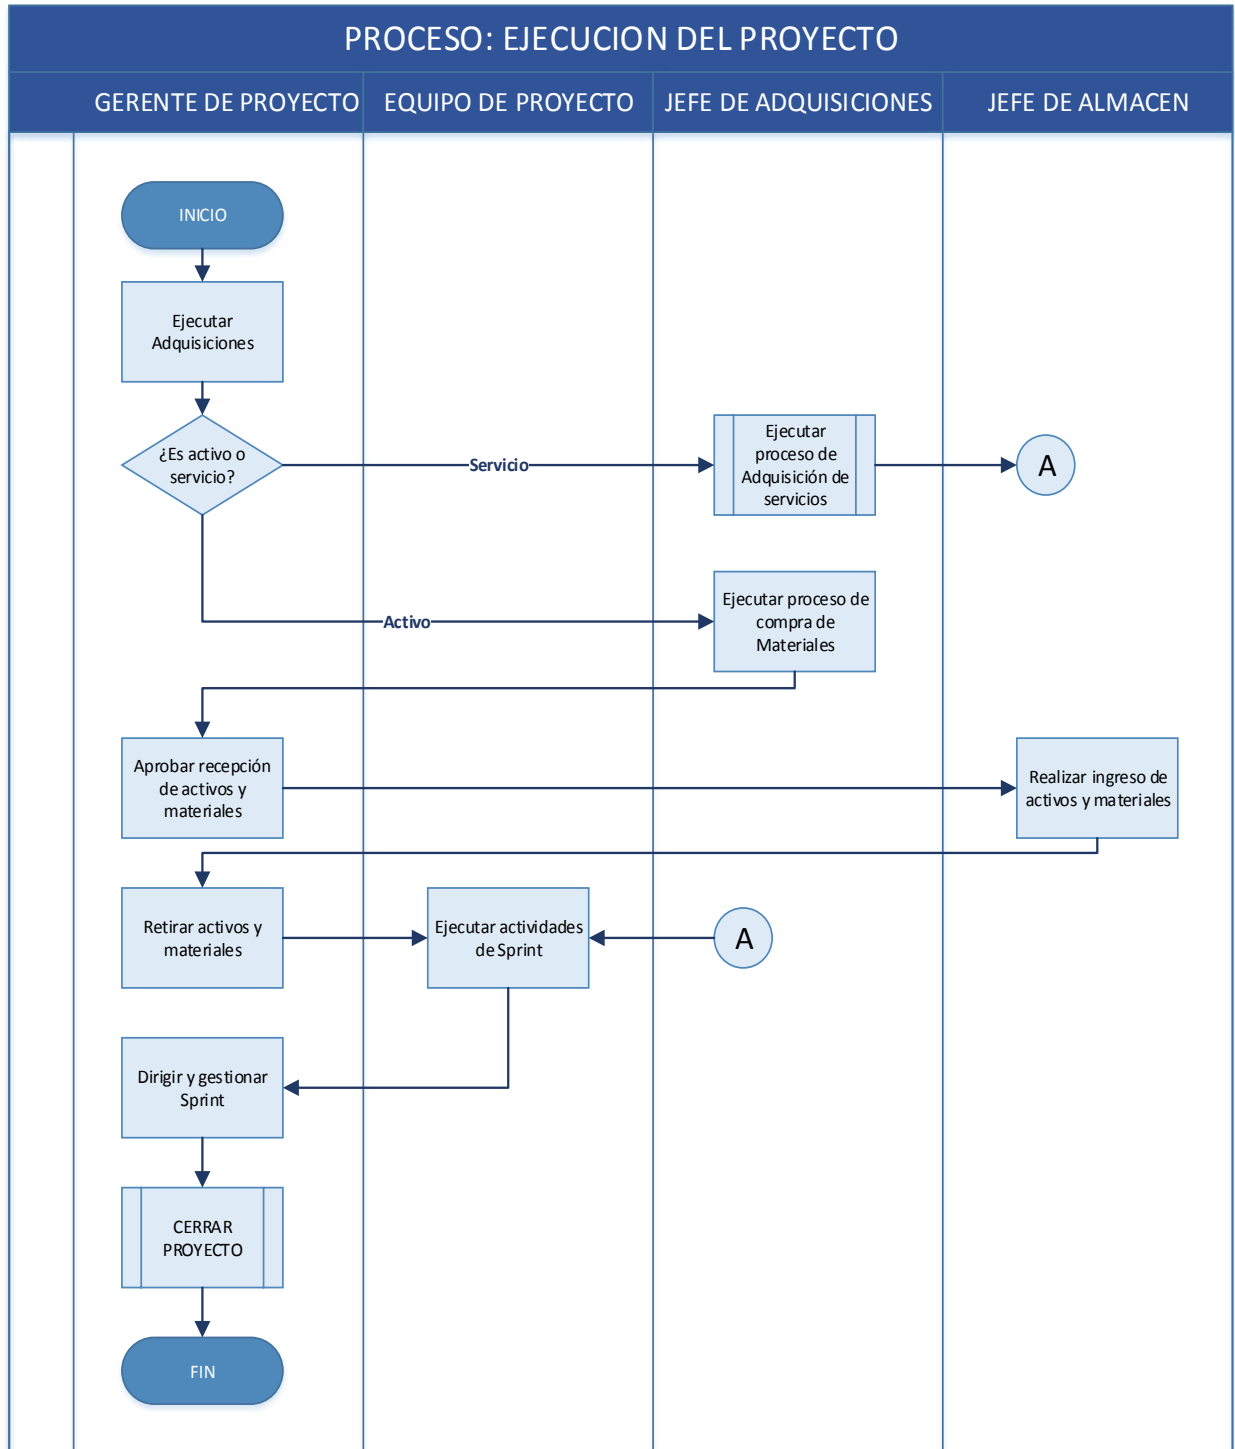 PROCESO: EJECUCION DEL PROYECTO
GERENTE DE PROYECTO
EQUIPO DE PROYECTO
JEFE DE ADQUISICIONES
JEFE DE ALMACEN
INICIO
Ejecutar
Adquisiciones
¿Es activo o
servicio?
Servicio
Ejecutar
proceso de
Adquisición de
servicios
A
Activo
Ejecutar proceso de
compra de
Materiales
Aprobar recepción
de activos y
materiales
Realizar ingreso de
activos y materiales
Retirar activos y
materiales
Ejecutar actividades
de Sprint
A
Dirigir y gestionar
Sprint
CERRAR
PROYECTO
FIN